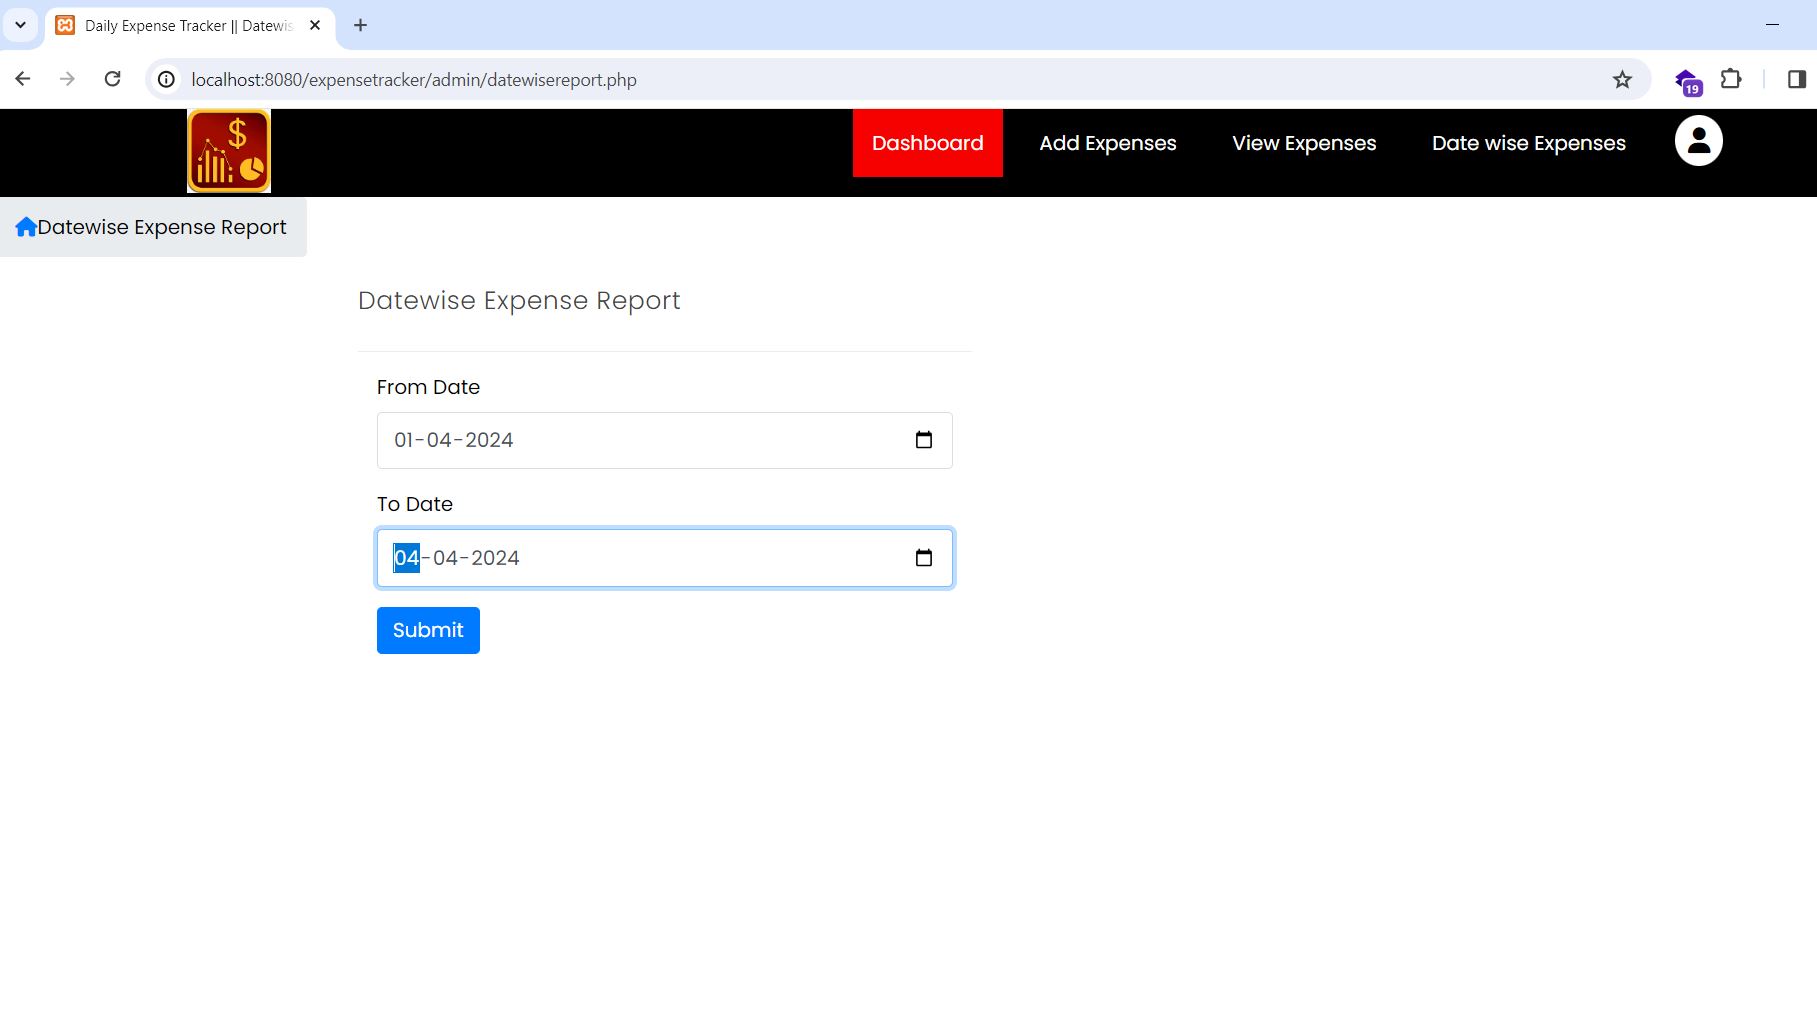 Daily Expense Tracker || Datewis
localhost:8080/expensetracker/admin/datewisereport.php
19
$
Dashboard
Add Expenses
View Expenses
Date wise Expenses
Datewise Expense Report
Datewise Expense Report
From Date
01-04-2024
To Date
04-04-2024
Submit